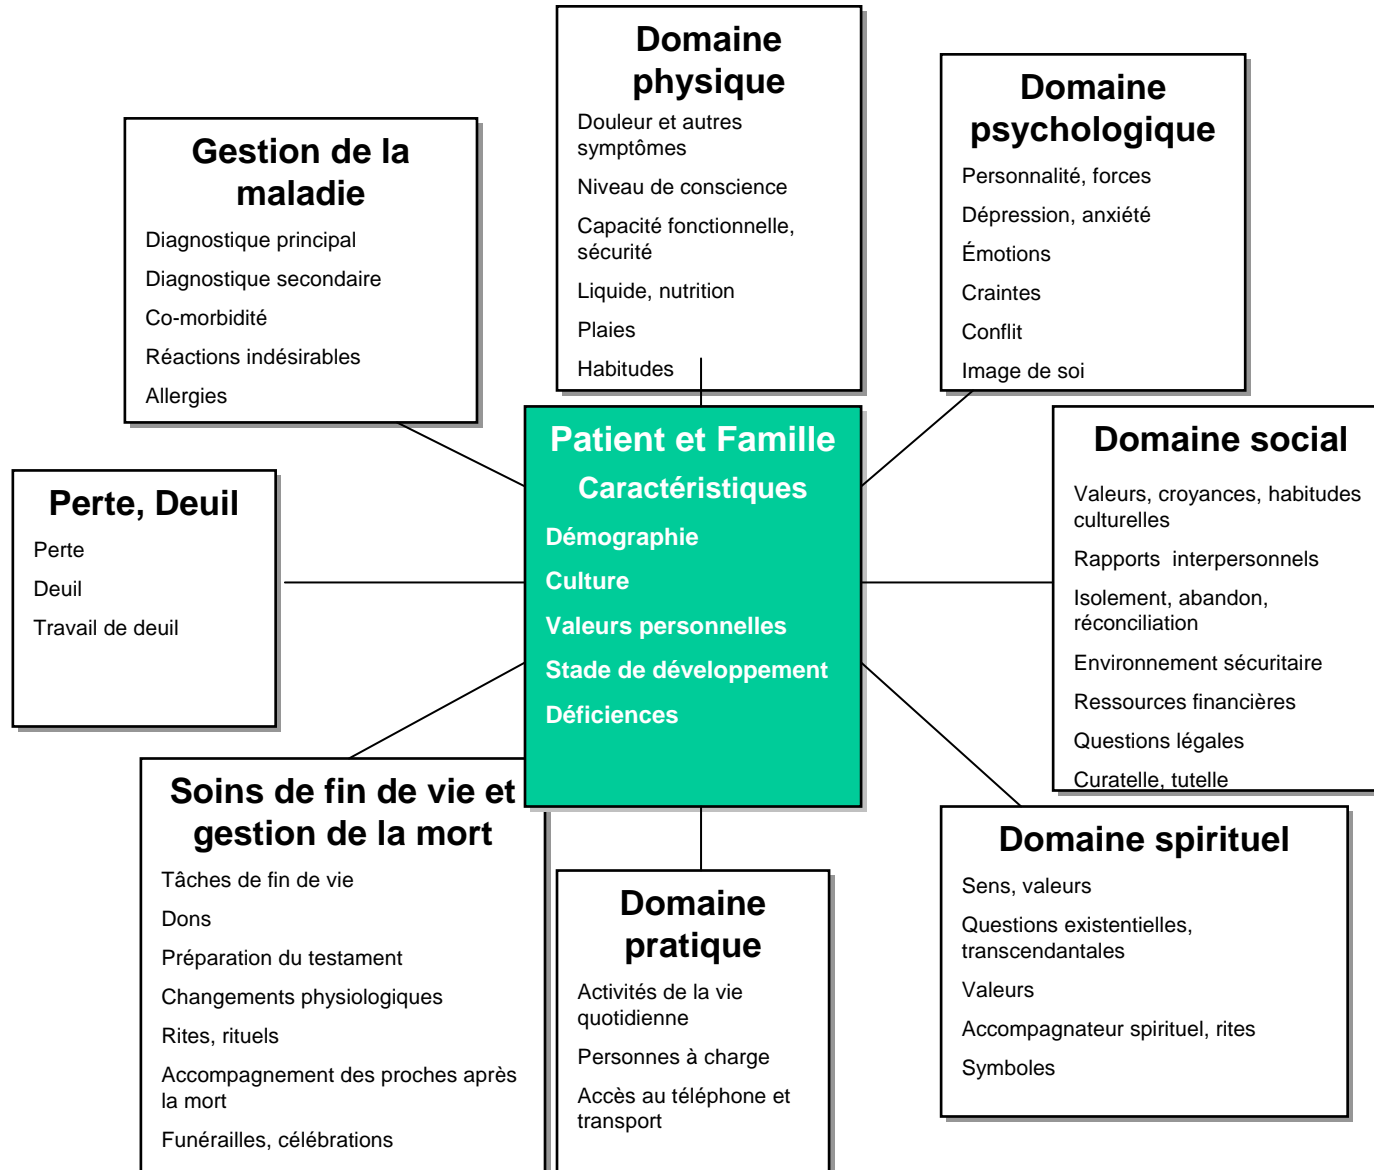 Domaine
physique
Douleur et autres
symptômes
Niveau de conscience
Capacité fonctionnelle,
sécurité
Liquide, nutrition
Plaies
Habitudes
Domaine
psychologique
Personnalité, forces
Dépression, anxiété
Émotions
Craintes
Conflit
Image de soi
Gestion de la
maladie
Diagnostique principal
Diagnostique secondaire
Co-morbidité
Réactions indésirables
Allergies
Patient et Famille
Caractéristiques
Démographie
Culture
Valeurs personnelles
Stade de développement
Déficiences
Domaine social
Valeurs, croyances, habitudes
culturelles
Rapports interpersonnels
Isolement, abandon,
réconciliation
Environnement sécuritaire
Ressources financières
Questions légales
Curatelle, tutelle
Perte, Deuil
Perte
Deuil
Travail de deuil
Soins de fin de vie et
gestion de la mort
Tâches de fin de vie
Dons
Préparation du testament
Changements physiologiques
Rites, rituels
Accompagnement des proches après
la mort
Funérailles, célébrations
Domaine
pratique
Activités de la vie
quotidienne
Personnes à charge
Accès au téléphone et
transport
Domaine spirituel
Sens, valeurs
Questions existentielles,
transcendantales
Valeurs
Accompagnateur spirituel, rites
Symboles